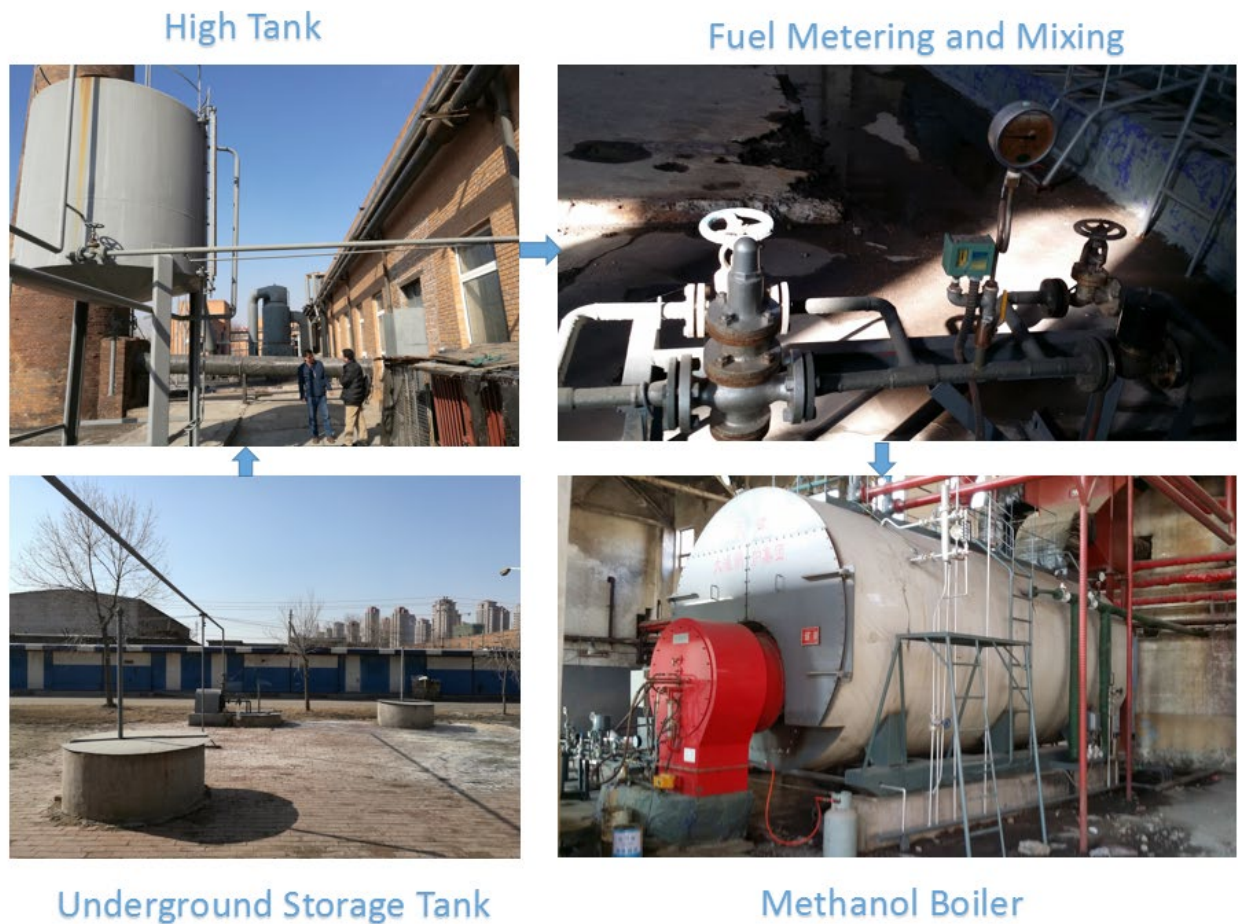 High Tank
Fuel Metering and Mixing
Underground Storage Tank
Methanol Boiler